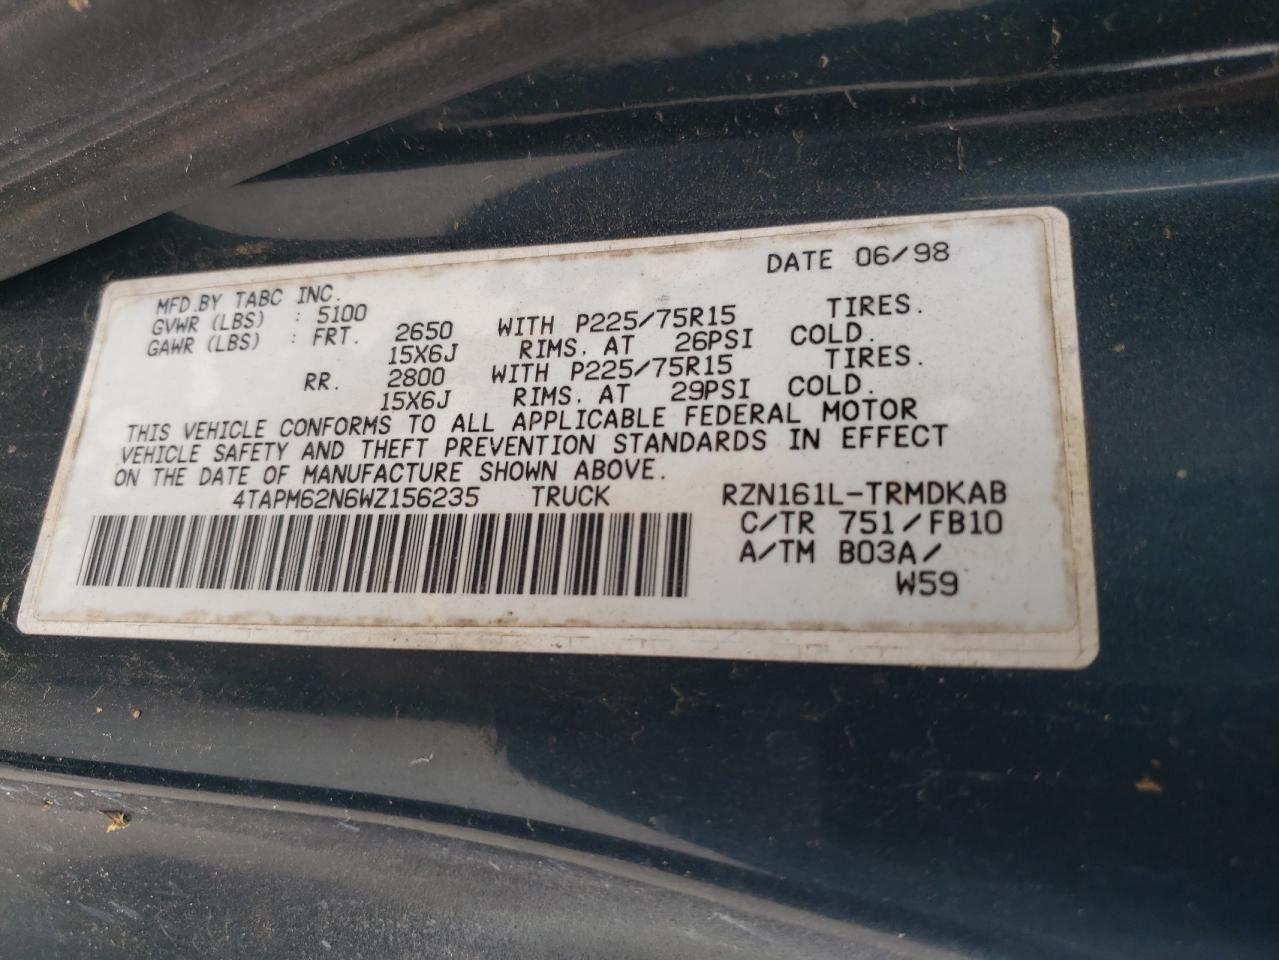 DATE 06/98
MFD.BY TABC INC.
GVWR (LBS) : 5100
GAWR (LBS) : FRT. 2650 WITH P225/75R15 TIRES.
15X6J RIMS, AT 26PSI COLD.
RR. 2800 WITH P225/75R15 TIRES.
15X6J RIMS, AT 29PSI COLD.
THIS VEHICLE CONFORMS TO ALL APPLICABLE FEDERAL MOTOR
VEHICLE SAFETY AND THEFT PREVENTION STANDARDS IN EFFECT
ON THE DATE OF MANUFACTURE SHOWN ABOVE.
4TAPM62N6WZ156235 TRUCK RZN161L-TRMDKAB
C/TR 751/FB10
A/TM B03A/
W59